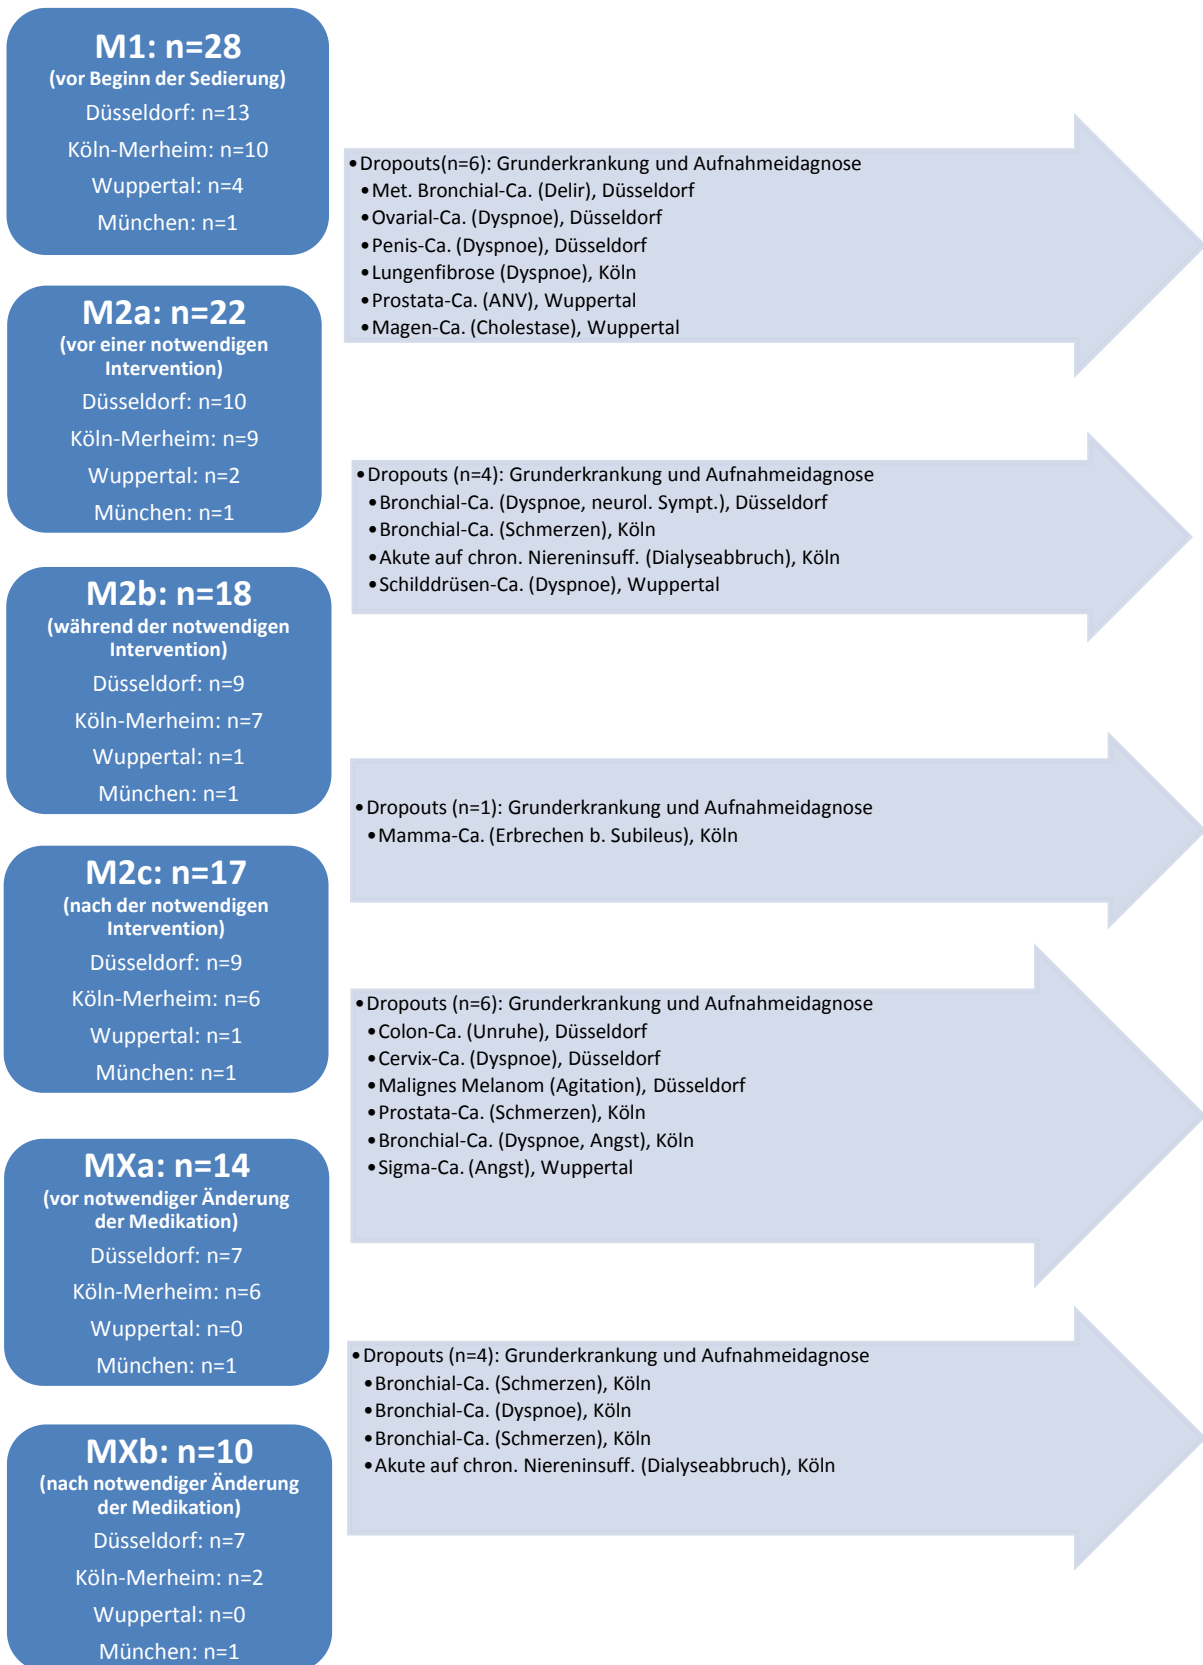 M1: n=28
(vor Beginn der Sedierung)
Düsseldorf: n=13
Köln-Merheim: n=10
Wuppertal: n=4
München: n=1
•Dropouts(n=6): Grunderkrankung und Aufnahmeidagnose
•Met. Bronchial-Ca. (Delir), Düsseldorf
•Ovarial-Ca. (Dyspnoe), Düsseldorf
•Penis-Ca. (Dyspnoe), Düsseldorf
•Lungenfibrose (Dyspnoe), Köln
•Prostata-Ca. (ANV), Wuppertal
•Magen-Ca. (Cholestase), Wuppertal
M2a: n=22
(vor einer notwendigen
Intervention)
Düsseldorf: n=10
Köln-Merheim: n=9
Wuppertal: n=2
München: n=1
•Dropouts (n=4): Grunderkrankung und Aufnahmeidagnose
•Bronchial-Ca. (Dyspnoe, neurol. Sympt.), Düsseldorf
•Bronchial-Ca. (Schmerzen), Köln
•Akute auf chron. Niereninsuff. (Dialyseabbruch), Köln
•Schilddrüsen-Ca. (Dyspnoe), Wuppertal
M2b: n=18
(während der notwendigen
Intervention)
Düsseldorf: n=9
Köln-Merheim: n=7
Wuppertal: n=1
München: n=1
•Dropouts (n=1): Grunderkrankung und Aufnahmeidagnose
•Mamma-Ca. (Erbrechen b. Subileus), Köln
M2c: n=17
(nach der notwendigen
Intervention)
Düsseldorf: n=9
Köln-Merheim: n=6
Wuppertal: n=1
München: n=1
•Dropouts (n=6): Grunderkrankung und Aufnahmeidagnose
•Colon-Ca. (Unruhe), Düsseldorf
•Cervix-Ca. (Dyspnoe), Düsseldorf
•Malignes Melanom (Agitation), Düsseldorf
•Prostata-Ca. (Schmerzen), Köln
•Bronchial-Ca. (Dyspnoe, Angst), Köln
•Sigma-Ca. (Angst), Wuppertal
MXa: n=14
(vor notwendiger Änderung
der Medikation)
Düsseldorf: n=7
Köln-Merheim: n=6
Wuppertal: n=0
München: n=1
•Dropouts (n=4): Grunderkrankung und Aufnahmeidagnose
•Bronchial-Ca. (Schmerzen), Köln
•Bronchial-Ca. (Dyspnoe), Köln
•Bronchial-Ca. (Schmerzen), Köln
•Akute auf chron. Niereninsuff. (Dialyseabbruch), Köln
MXb: n=10
(nach notwendiger Änderung
der Medikation)
Düsseldorf: n=7
Köln-Merheim: n=2
Wuppertal: n=0
München: n=1